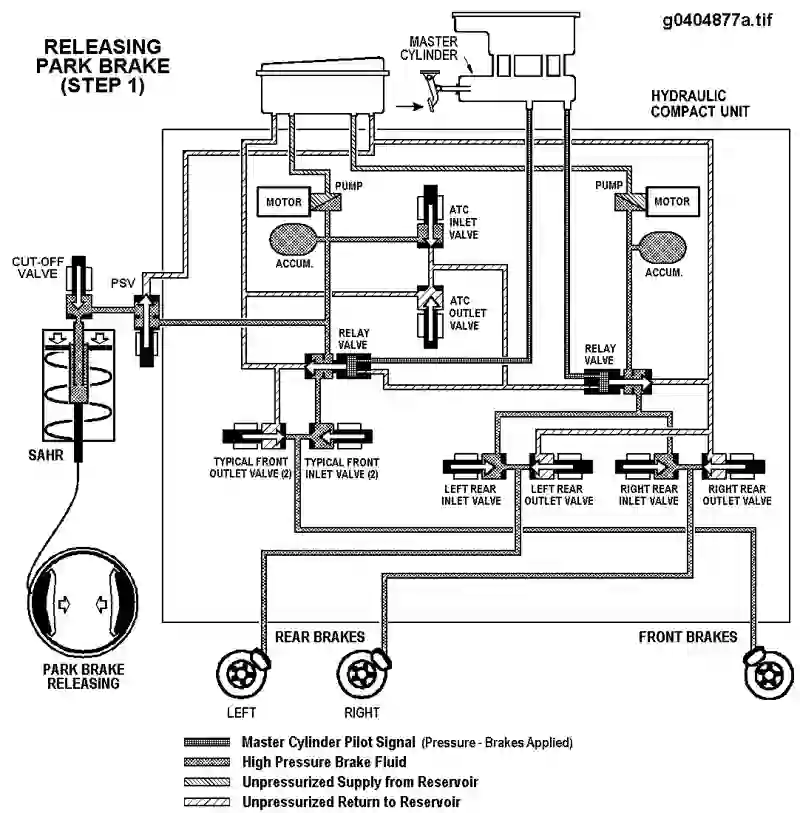 g0404877a.tif
RELEASING
PARK BRAKE
(STEP 1)
MASTER
CYLINDER
HYDRAULIC
COMPACT UNIT
PUMP
MOTOR
ACCUM.
ATC
INLET
VALVE
PUMP
MOTOR
ACCUM.
CUT-OFF
VALVE
PSV
ATC
OUTLET
VALVE
RELAY
VALVE
RELAY
VALVE
SAHR
TYPICAL FRONT
OUTLET VALVE (2)
TYPICAL FRONT
INLET VALVE (2)
LEFT REAR
INLET VALVE
LEFT REAR
OUTLET VALVE
RIGHT REAR
INLET VALVE
RIGHT REAR
OUTLET VALVE
REAR BRAKES
FRONT BRAKES
PARK BRAKE
RELEASING
LEFT
RIGHT
Master Cylinder Pilot Signal (Pressure - Brakes Applied)
High Pressure Brake Fluid
Unpressurized Supply from Reservoir
Unpressurized Return to Reservoir